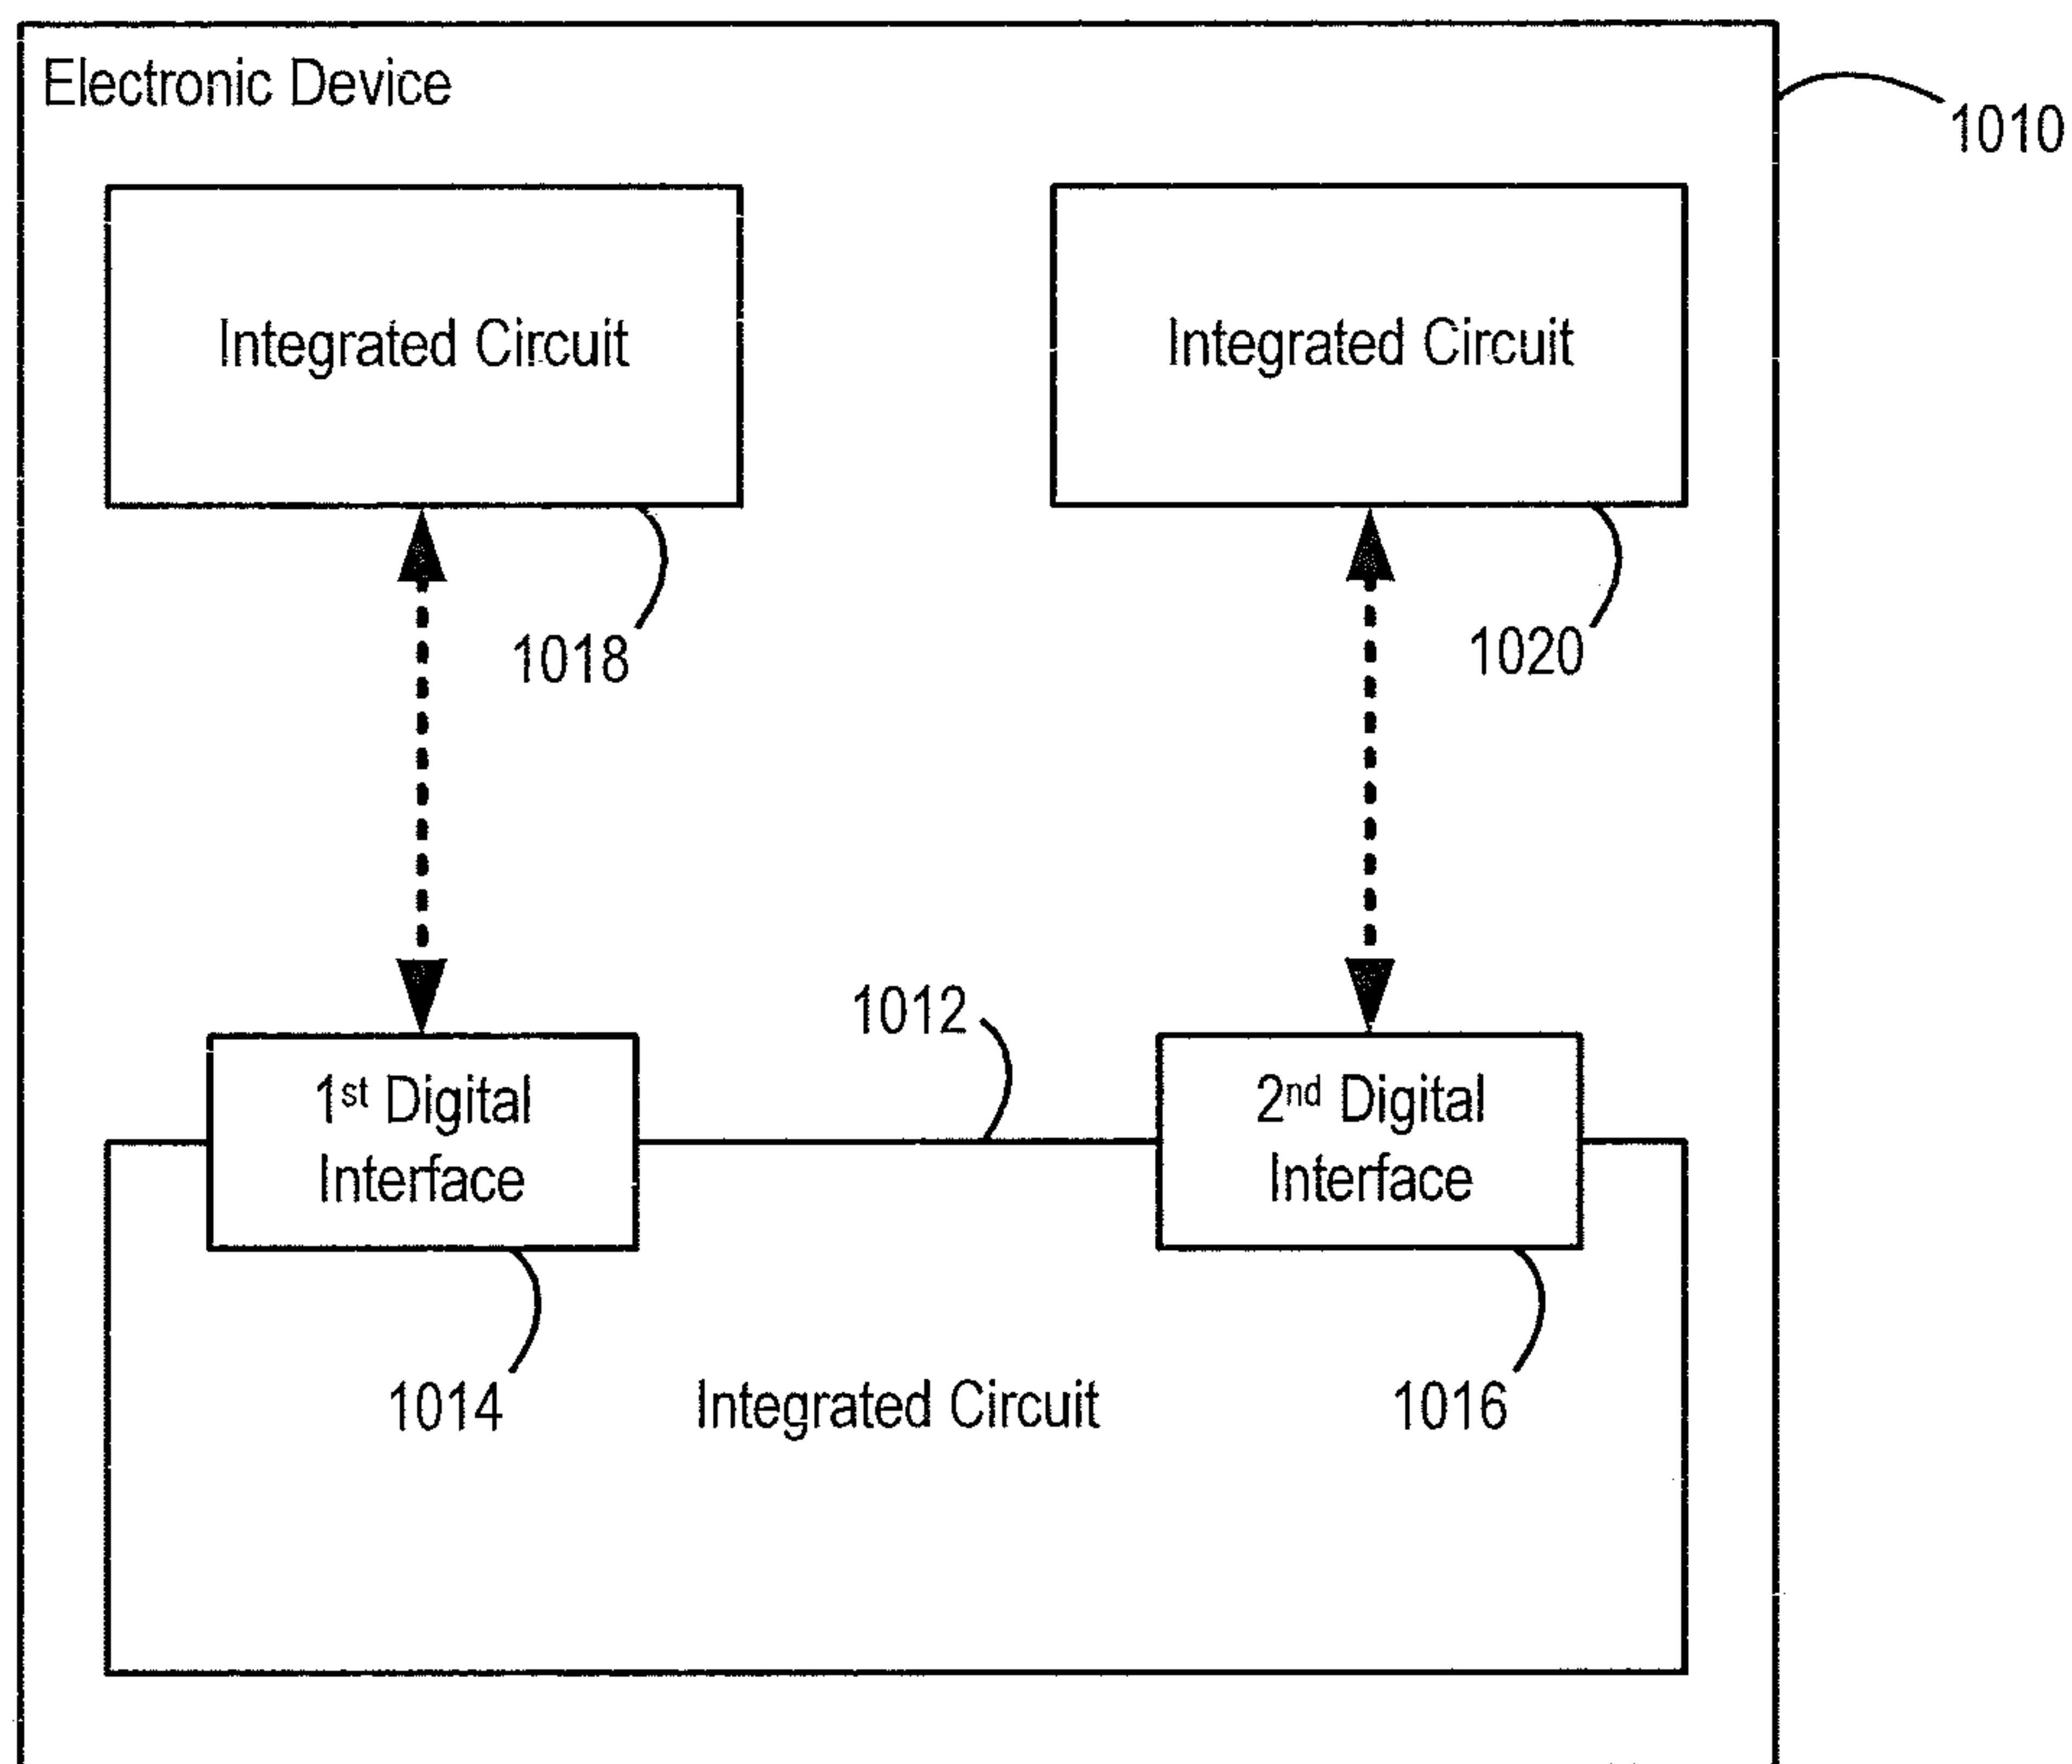 Electronic Device
1010
Integrated Circuit
Integrated Circuit
1018
1020
1012
1st Digital
Interface
2nd Digital
Interface
1014
Integrated Circuit
1016